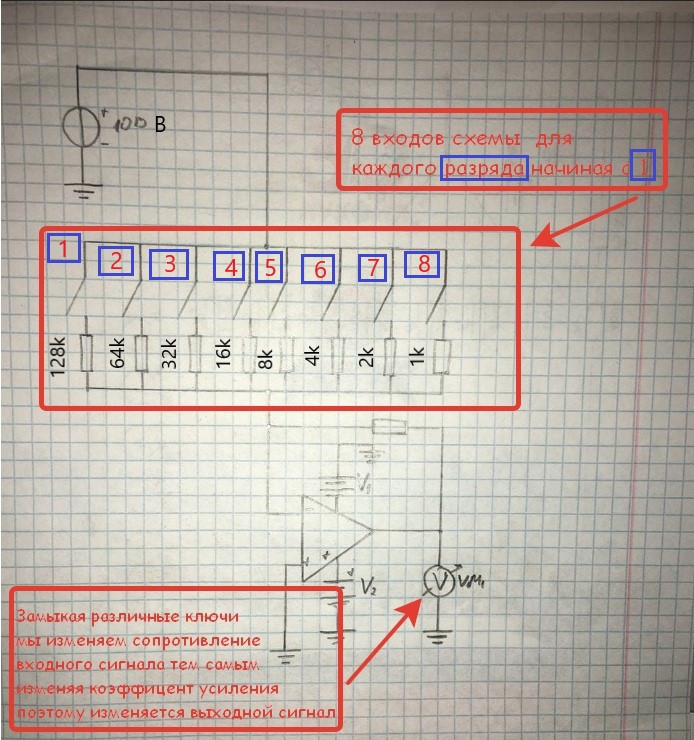 +
100 В
-
8 входов схемы для
каждого разряда начиная с 1
1
2
3
4
5
6
7
8
128k
64k
32k
16k
8k
4k
2k
1k
V1
V2
V
VM1
Замыкая различные ключи
мы изменяем сопротивление
входного сигнала тем самым
изменяя коэффицент усиления
поэтому изменяется выходной сигнал